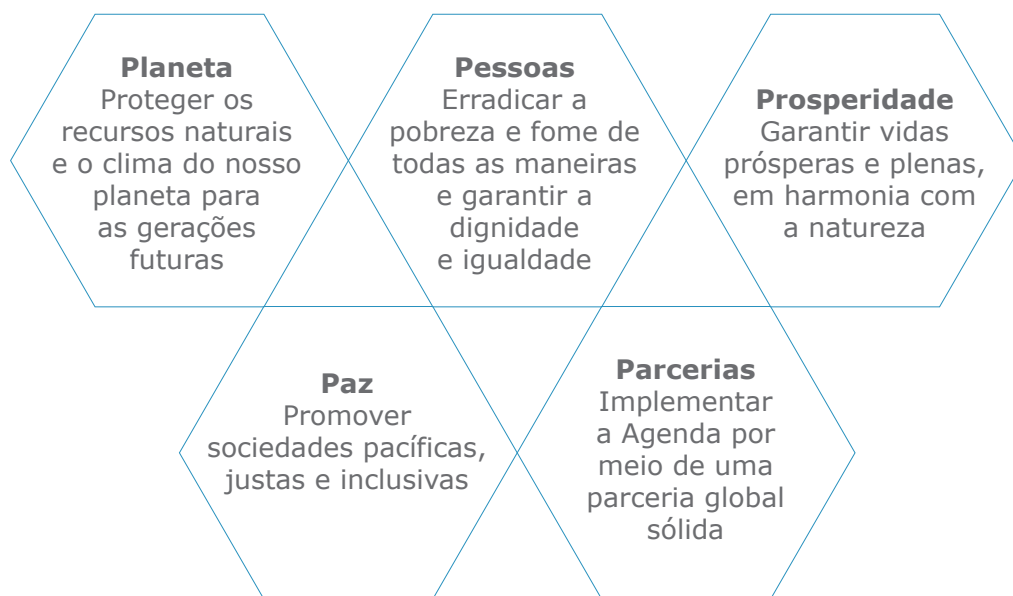 Planeta
Proteger os
recursos naturais
e o clima do nosso
planeta para
as gerações
futuras
Pessoas
Erradicar a
pobreza e fome de
todas as maneiras
e garantir a
dignidade
e igualdade
Prosperidade
Garantir vidas
prósperas e plenas,
em harmonia com
a natureza
Paz
Promover
sociedades pacíficas,
justas e inclusivas
Parcerias
Implementar
a Agenda por
meio de uma
parceria global
sólida